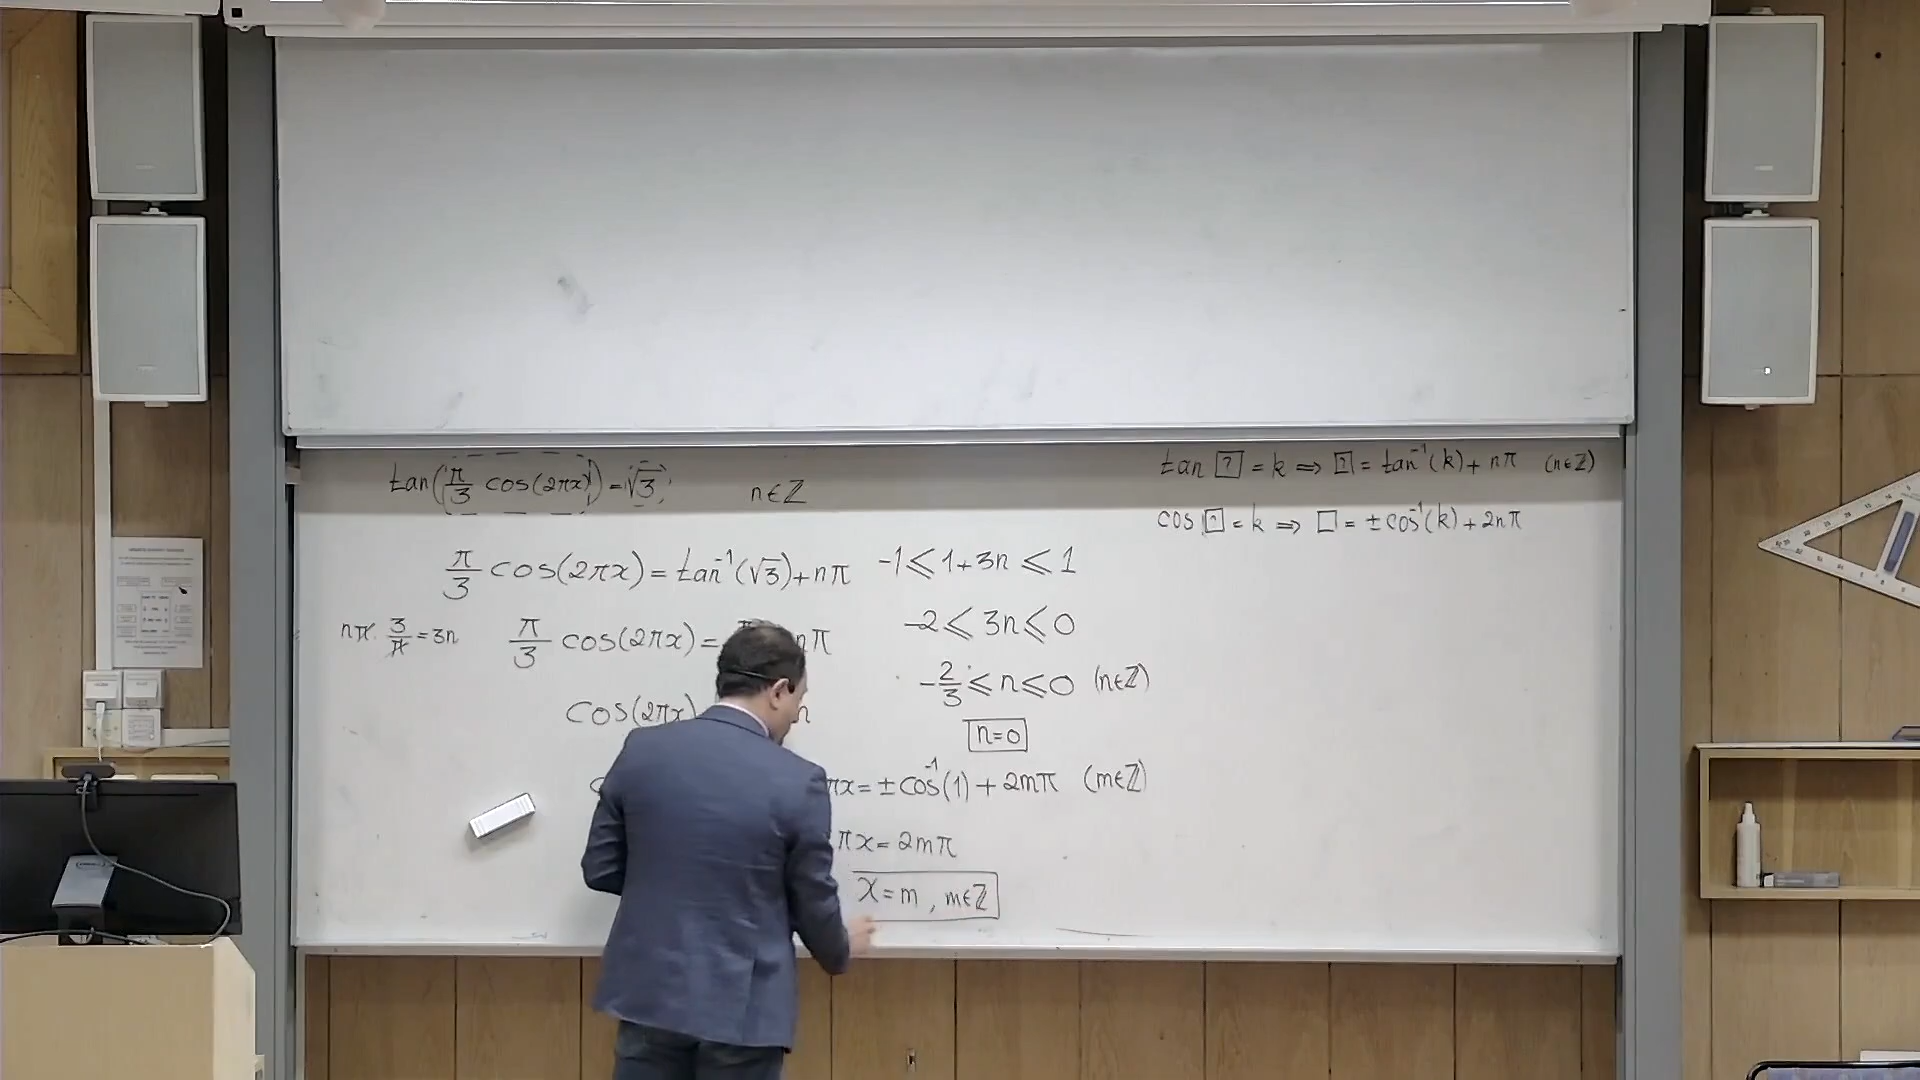 tan(π/3 cos(2πx)) = √3 n∈ℤ
π/3 cos(2πx) = tan⁻¹(√3) + nπ
nπ · 3/π = 3n
π/3 cos(2πx) = nπ
cos(2πx) n
-1 ⩽ 1+3n ⩽ 1
-2 ⩽ 3n ⩽ 0
-2/3 ⩽ n ⩽ 0 (n∈ℤ)
n=0
πx = ± cos⁻¹(1) + 2mπ (m∈ℤ)
πx = 2mπ
x = m , m∈ℤ
tan [?] = k ⇒ [?] = tan⁻¹(k) + nπ (n∈ℤ)
cos [?] = k ⇒ □ = ± cos⁻¹(k) + 2nπ